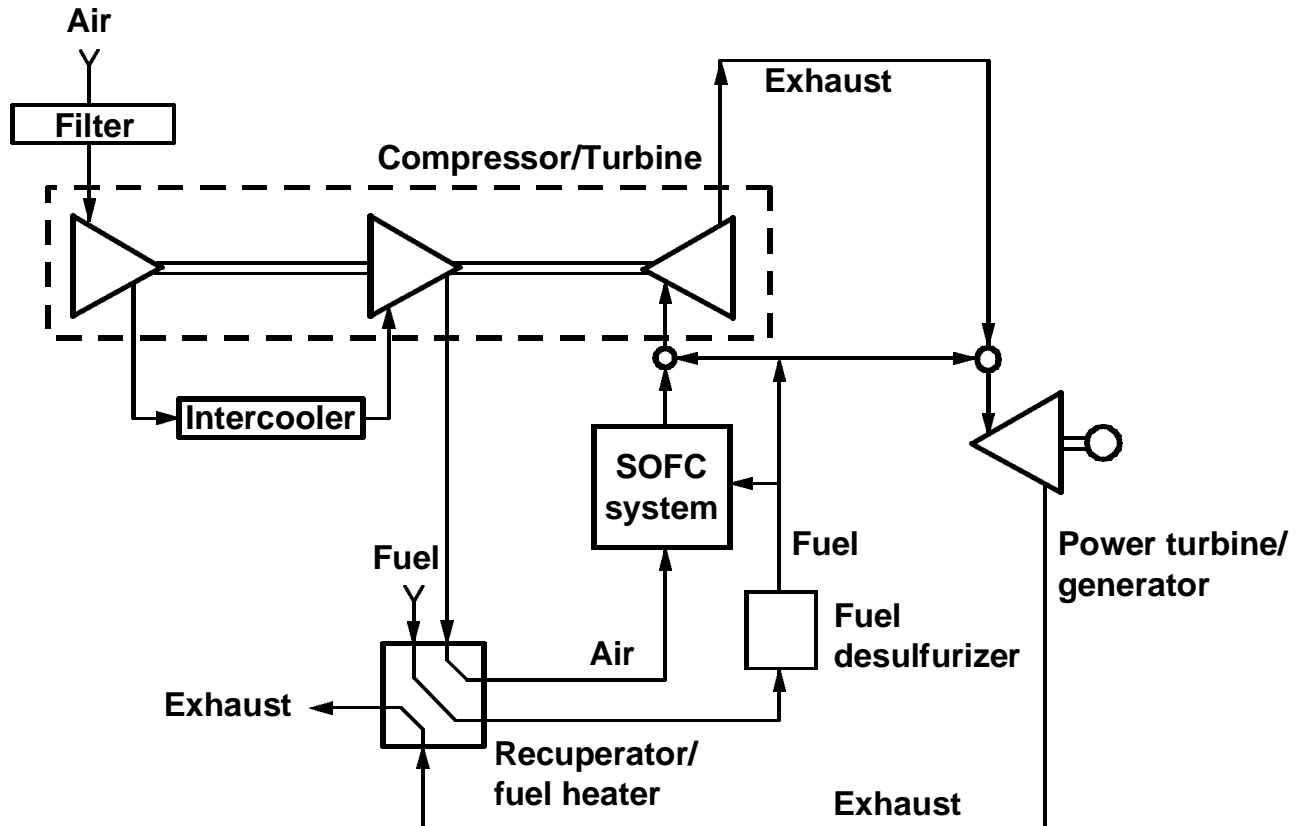 Air
Filter
Exhaust
Compressor/Turbine
Intercooler
SOFC
system
Fuel
Fuel
Power turbine/
generator
Fuel
desulfurizer
Air
Exhaust
Recuperator/
fuel heater
Exhaust